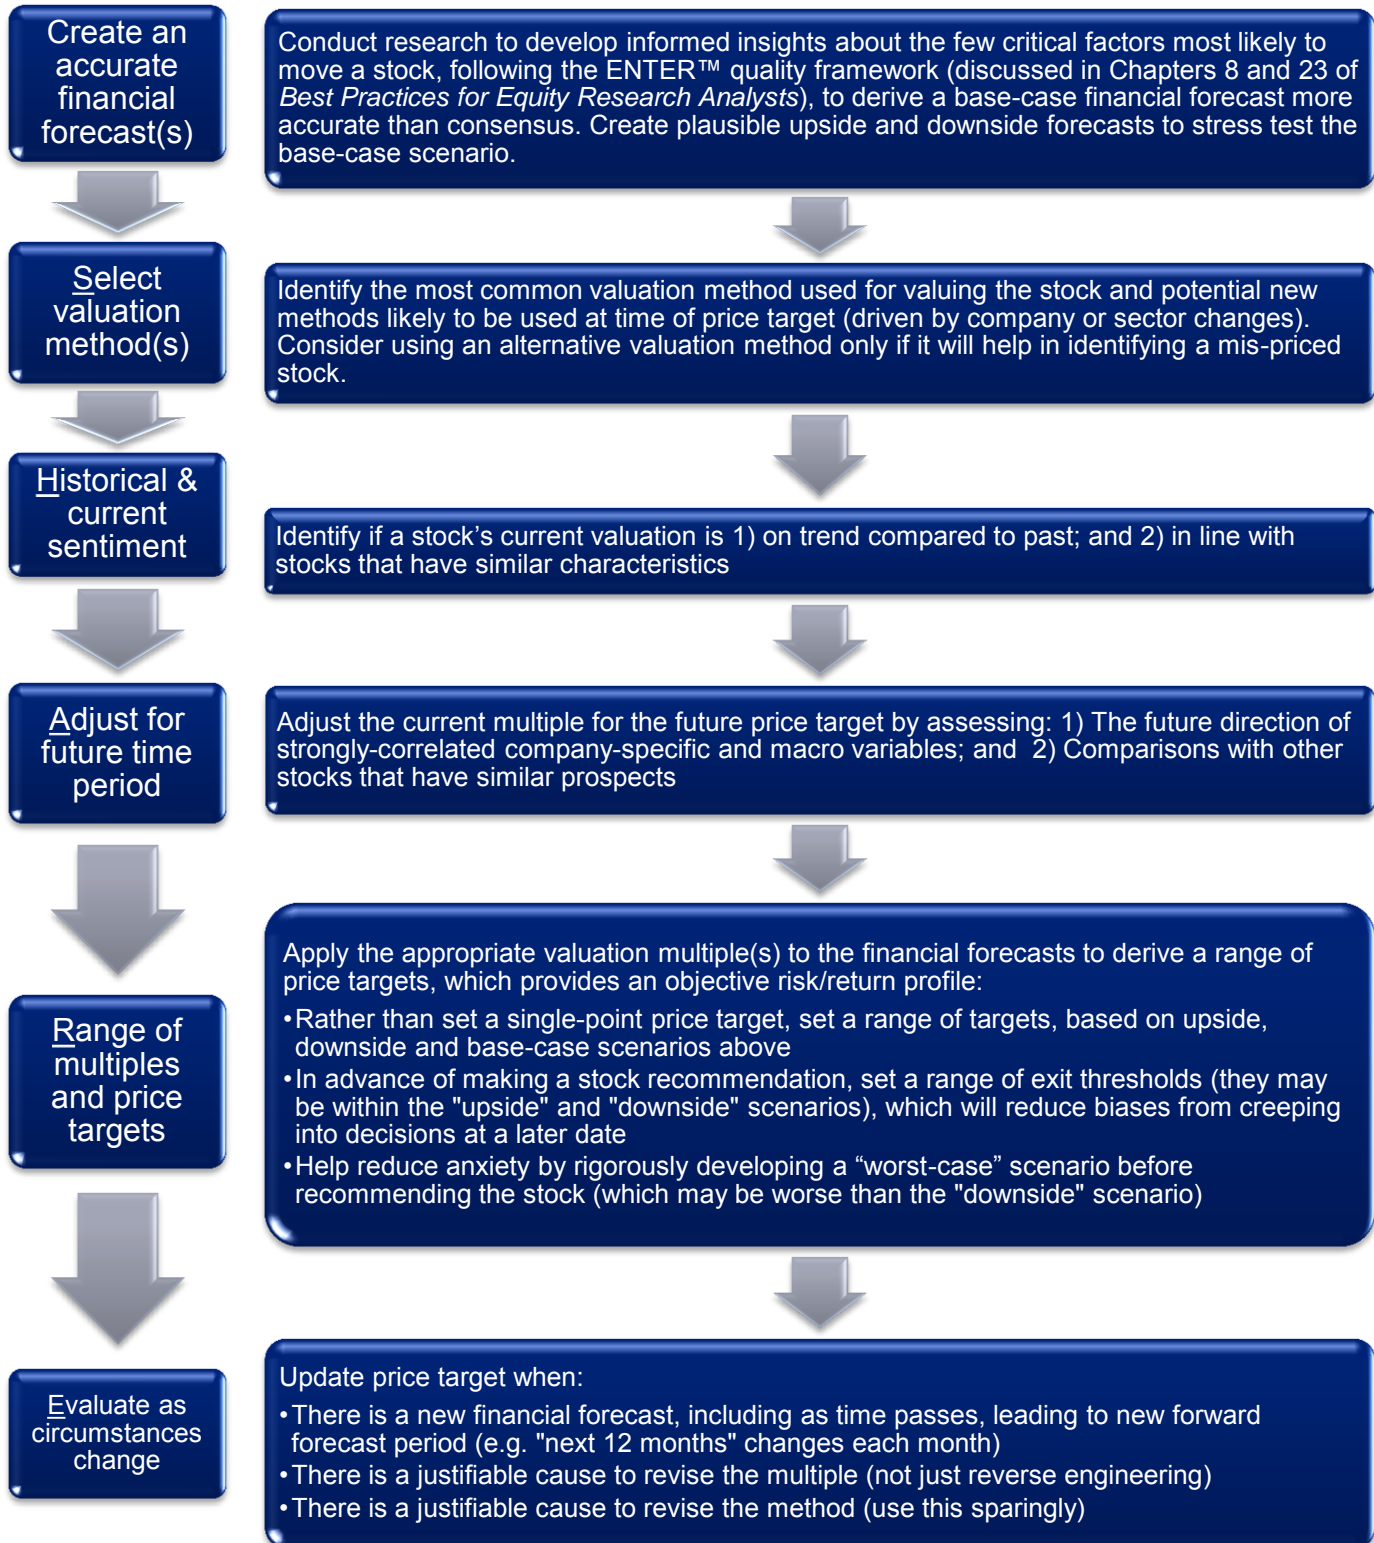 Create an
accurate
financial
forecast(s)
Conduct research to develop informed insights about the few critical factors most likely to
move a stock, following the ENTER™ quality framework (discussed in Chapters 8 and 23 of
Best Practices for Equity Research Analysts), to derive a base-case financial forecast more
accurate than consensus. Create plausible upside and downside forecasts to stress test the
base-case scenario.
Select
valuation
method(s)
Identify the most common valuation method used for valuing the stock and potential new
methods likely to be used at time of price target (driven by company or sector changes).
Consider using an alternative valuation method only if it will help in identifying a mis-priced
stock.
Historical &
current
sentiment
Identify if a stock’s current valuation is 1) on trend compared to past; and 2) in line with
stocks that have similar characteristics
Adjust for
future time
period
Adjust the current multiple for the future price target by assessing: 1) The future direction of
strongly-correlated company-specific and macro variables; and  2) Comparisons with other
stocks that have similar prospects
Range of
multiples
and price
targets
Apply the appropriate valuation multiple(s) to the financial forecasts to derive a range of
price targets, which provides an objective risk/return profile:
•Rather than set a single-point price target, set a range of targets, based on upside,
downside and base-case scenarios above
•In advance of making a stock recommendation, set a range of exit thresholds (they may
be within the "upside" and "downside" scenarios), which will reduce biases from creeping
into decisions at a later date
•Help reduce anxiety by rigorously developing a “worst-case” scenario before
recommending the stock (which may be worse than the "downside" scenario)
Evaluate as
circumstances
change
Update price target when:
•There is a new financial forecast, including as time passes, leading to new forward
forecast period (e.g. "next 12 months" changes each month)
•There is a justifiable cause to revise the multiple (not just reverse engineering)
•There is a justifiable cause to revise the method (use this sparingly)